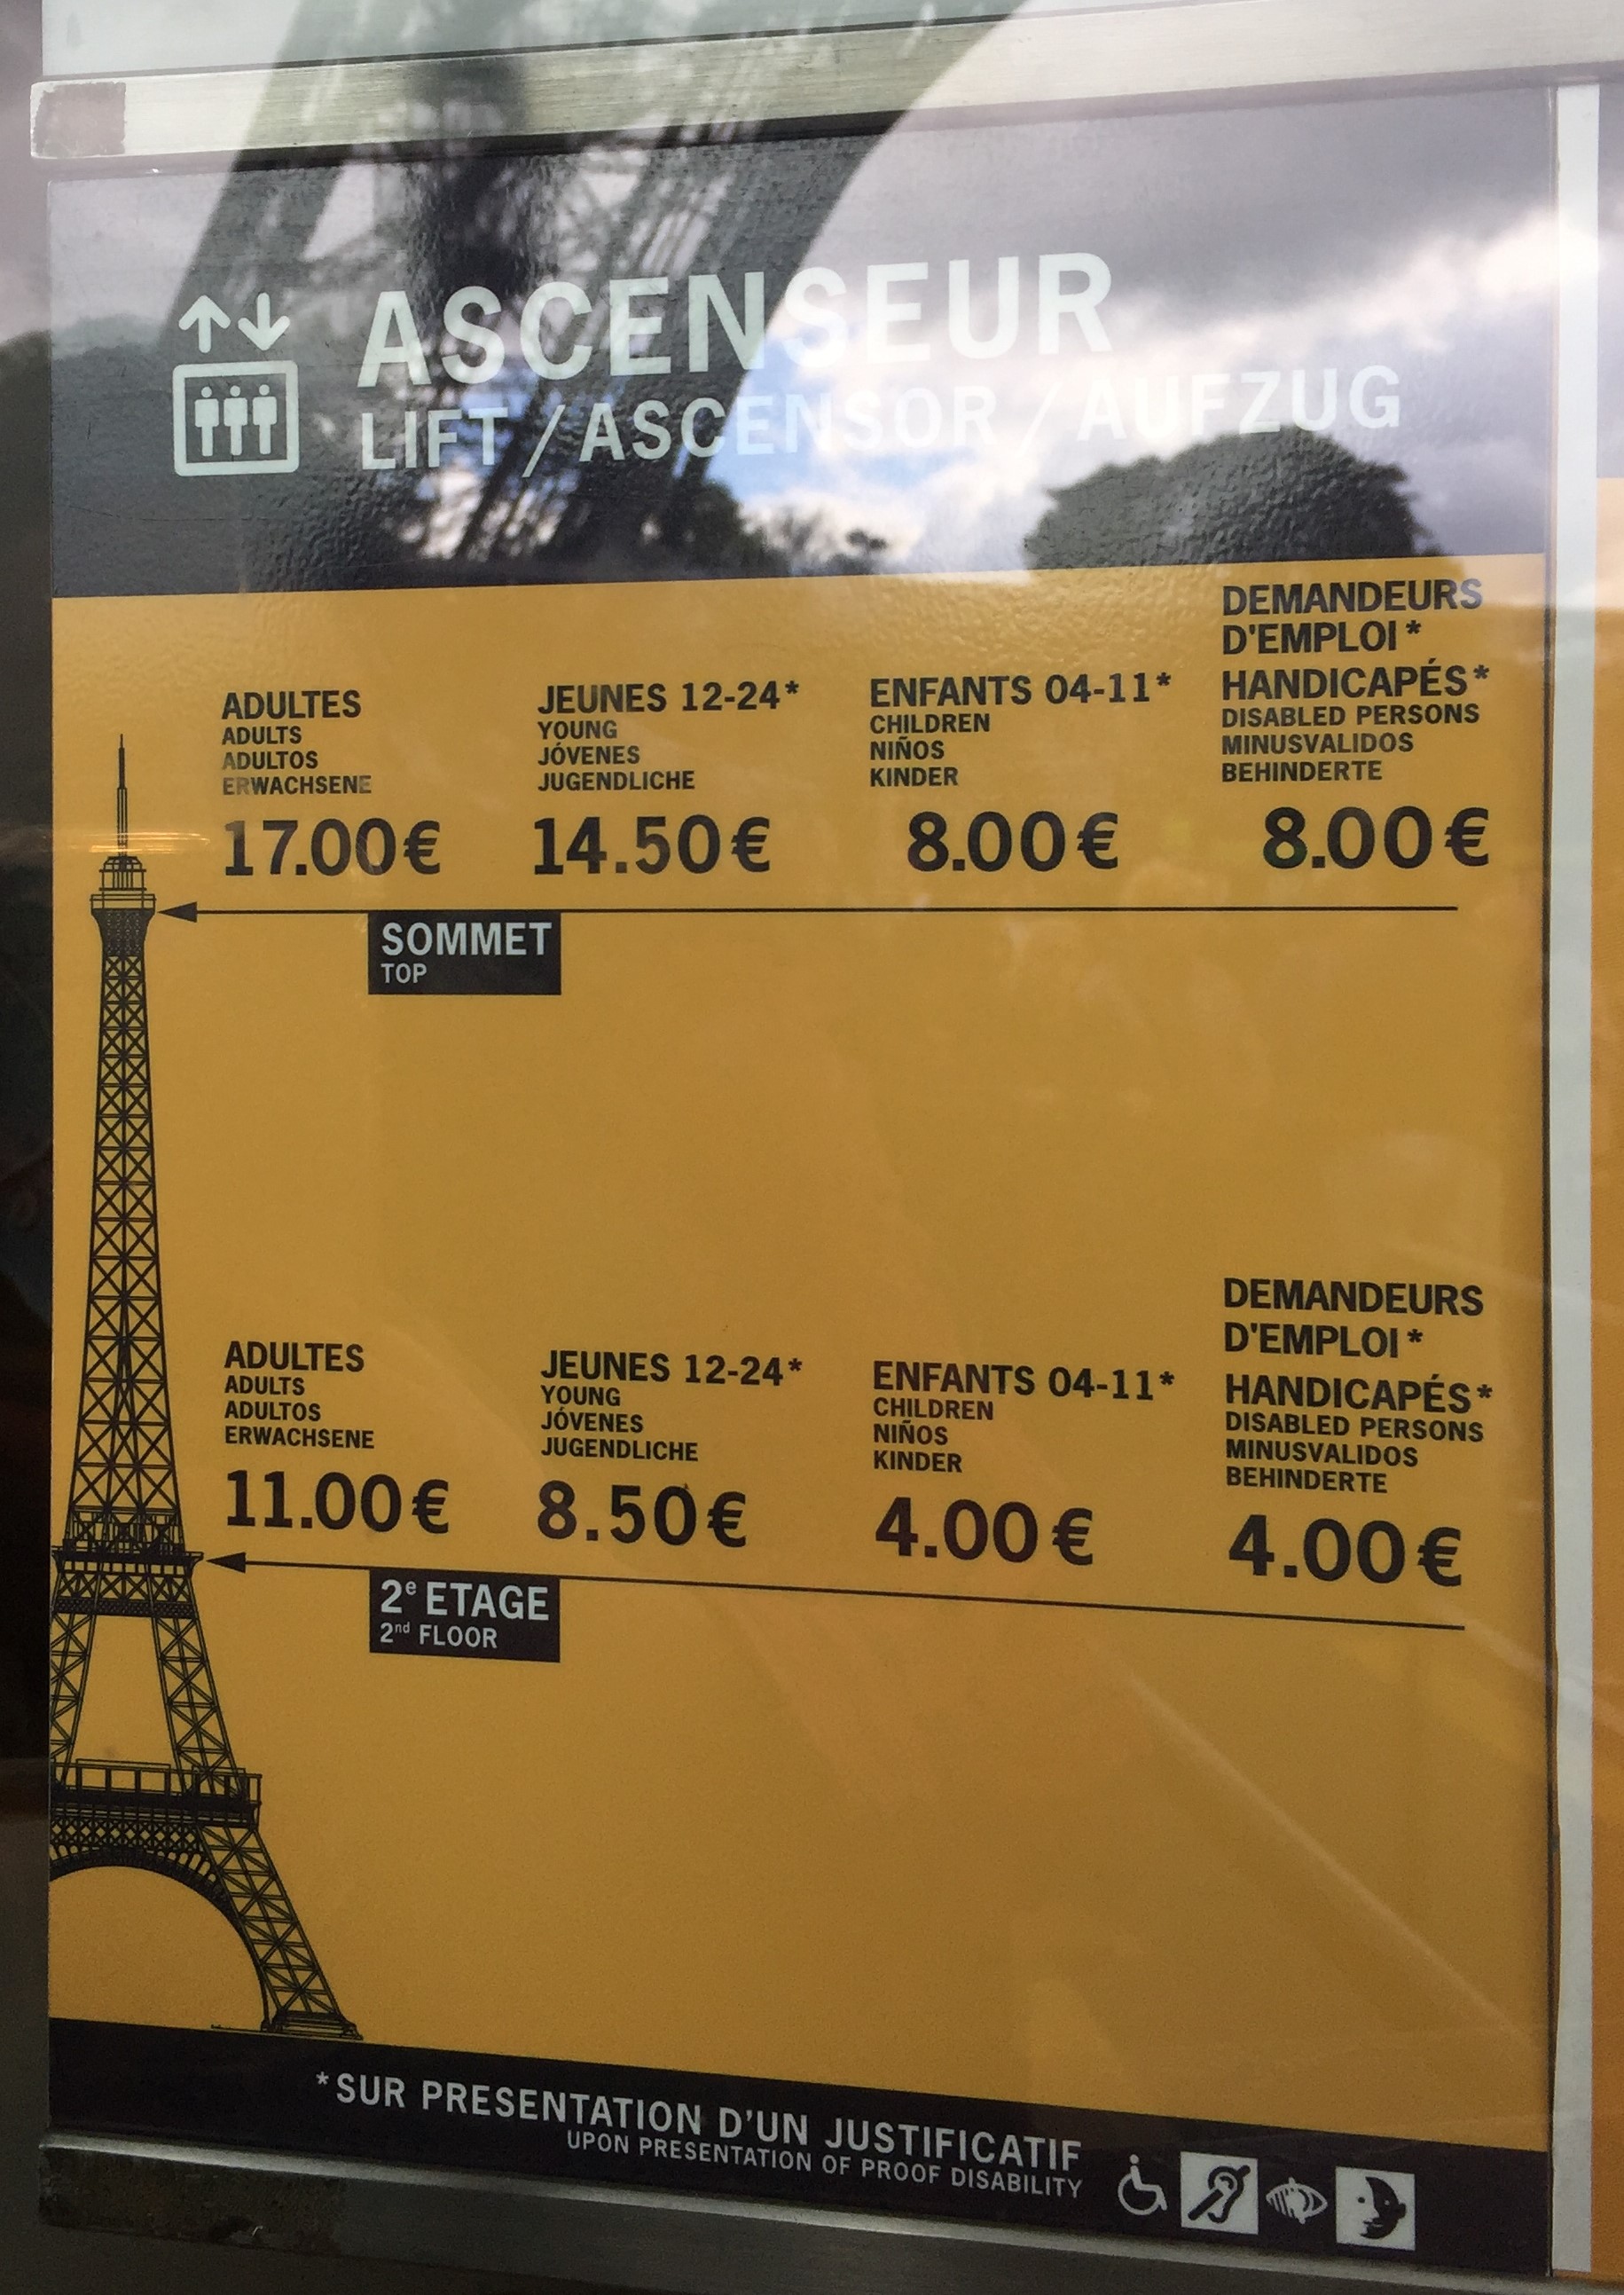 ASCENSEUR
LIFT / ASCENSOR / AUFZUG
ADULTES
ADULTS
ADULTOS
ERWACHSENE
17.00€
JEUNES 12-24*
YOUNG
JÓVENES
JUGENDLICHE
14.50€
ENFANTS 04-11*
CHILDREN
NIÑOS
KINDER
8.00€
DEMANDEURS
D'EMPLOI*
HANDICAPÉS*
DISABLED PERSONS
MINUSVALIDOS
BEHINDERTE
8.00€
SOMMET
TOP
ADULTES
ADULTS
ADULTOS
ERWACHSENE
11.00€
JEUNES 12-24*
YOUNG
JÓVENES
JUGENDLICHE
8.50€
ENFANTS 04-11*
CHILDREN
NIÑOS
KINDER
4.00€
DEMANDEURS
D'EMPLOI*
HANDICAPÉS*
DISABLED PERSONS
MINUSVALIDOS
BEHINDERTE
4.00€
2e ETAGE
2nd FLOOR
*SUR PRESENTATION D'UN JUSTIFICATIF
UPON PRESENTATION OF PROOF DISABILITY